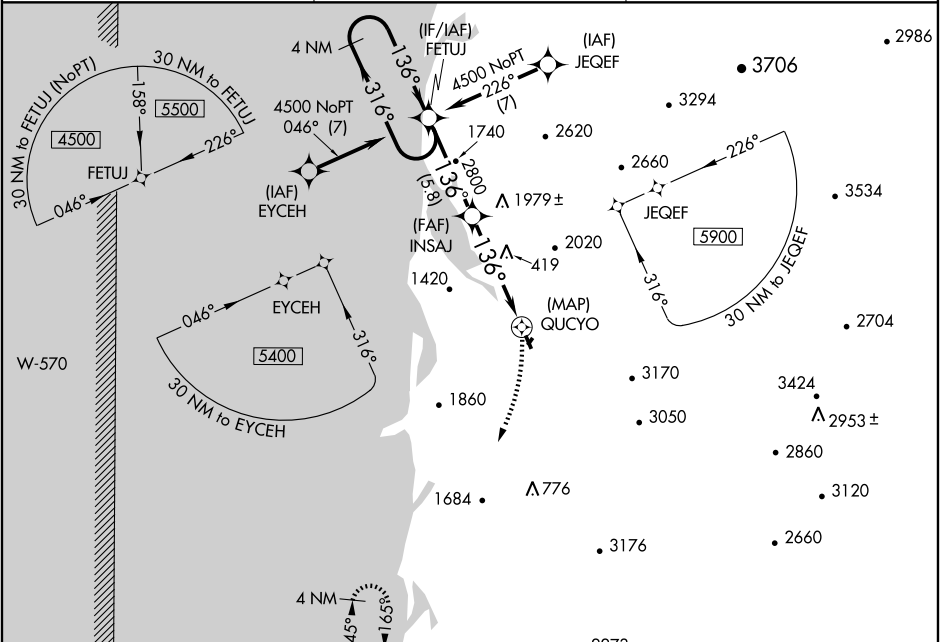 2986
(IF/IAF)
FETUJ
(IAF)
JEQEF
4 NM
136°
316°
4500 NoPT
226°
(7)
3706
3294
30 NM to FETUJ (NoPT)
30 NM to FETUJ
158°
5500
4500
226°
046°
FETUJ
4500 NoPT
046° (7)
(IAF)
EYCEH
1740
2620
2660
2800
136°
(5.8)
1979±
226°
JEQEF
5900
316°
30 NM to JEQEF
3534
(FAF)
INSAJ
136°
419
2020
1420
(MAP)
QUCYO
046°
EYCEH
5400
316°
30 NM to EYCEH
2704
W-570
3170
3424
1860
3050
2953±
2860
1684
776
3120
3176
2660
4 NM
45°
165°